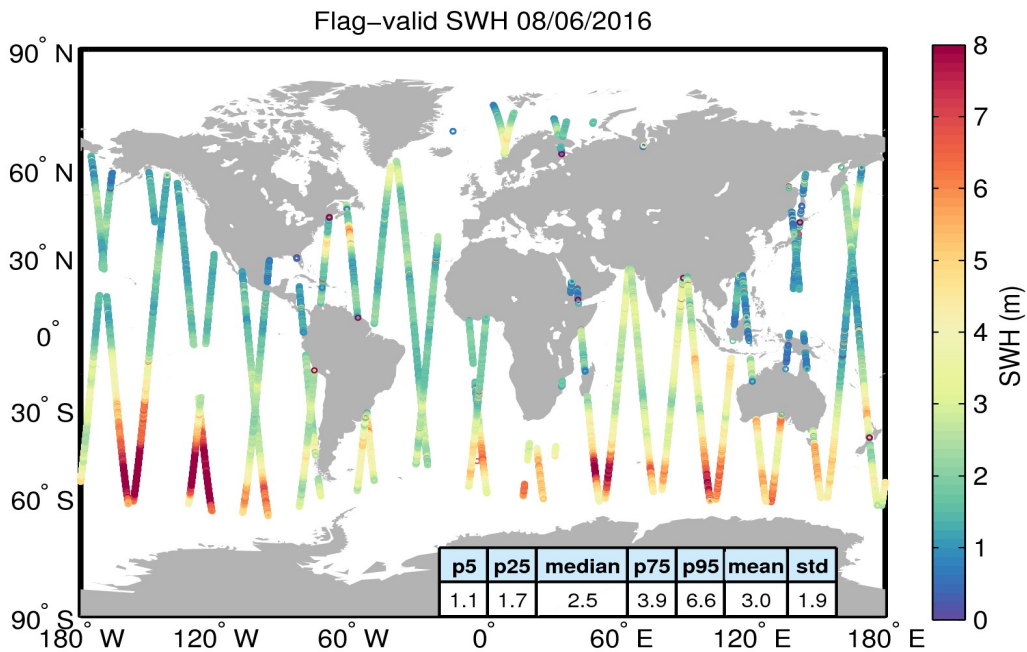 Flag−valid SWH 08/06/2016
90° N
60° N
30° N
0°
30° S
60° S
90° S
180° W
120° W
60° W
0°
60° E
120° E
180° E
p5 p25 median p75 p95 mean std
1.1 1.7 2.5 3.9 6.6 3.0 1.9
8
7
6
5
4
3
2
1
0
SWH (m)